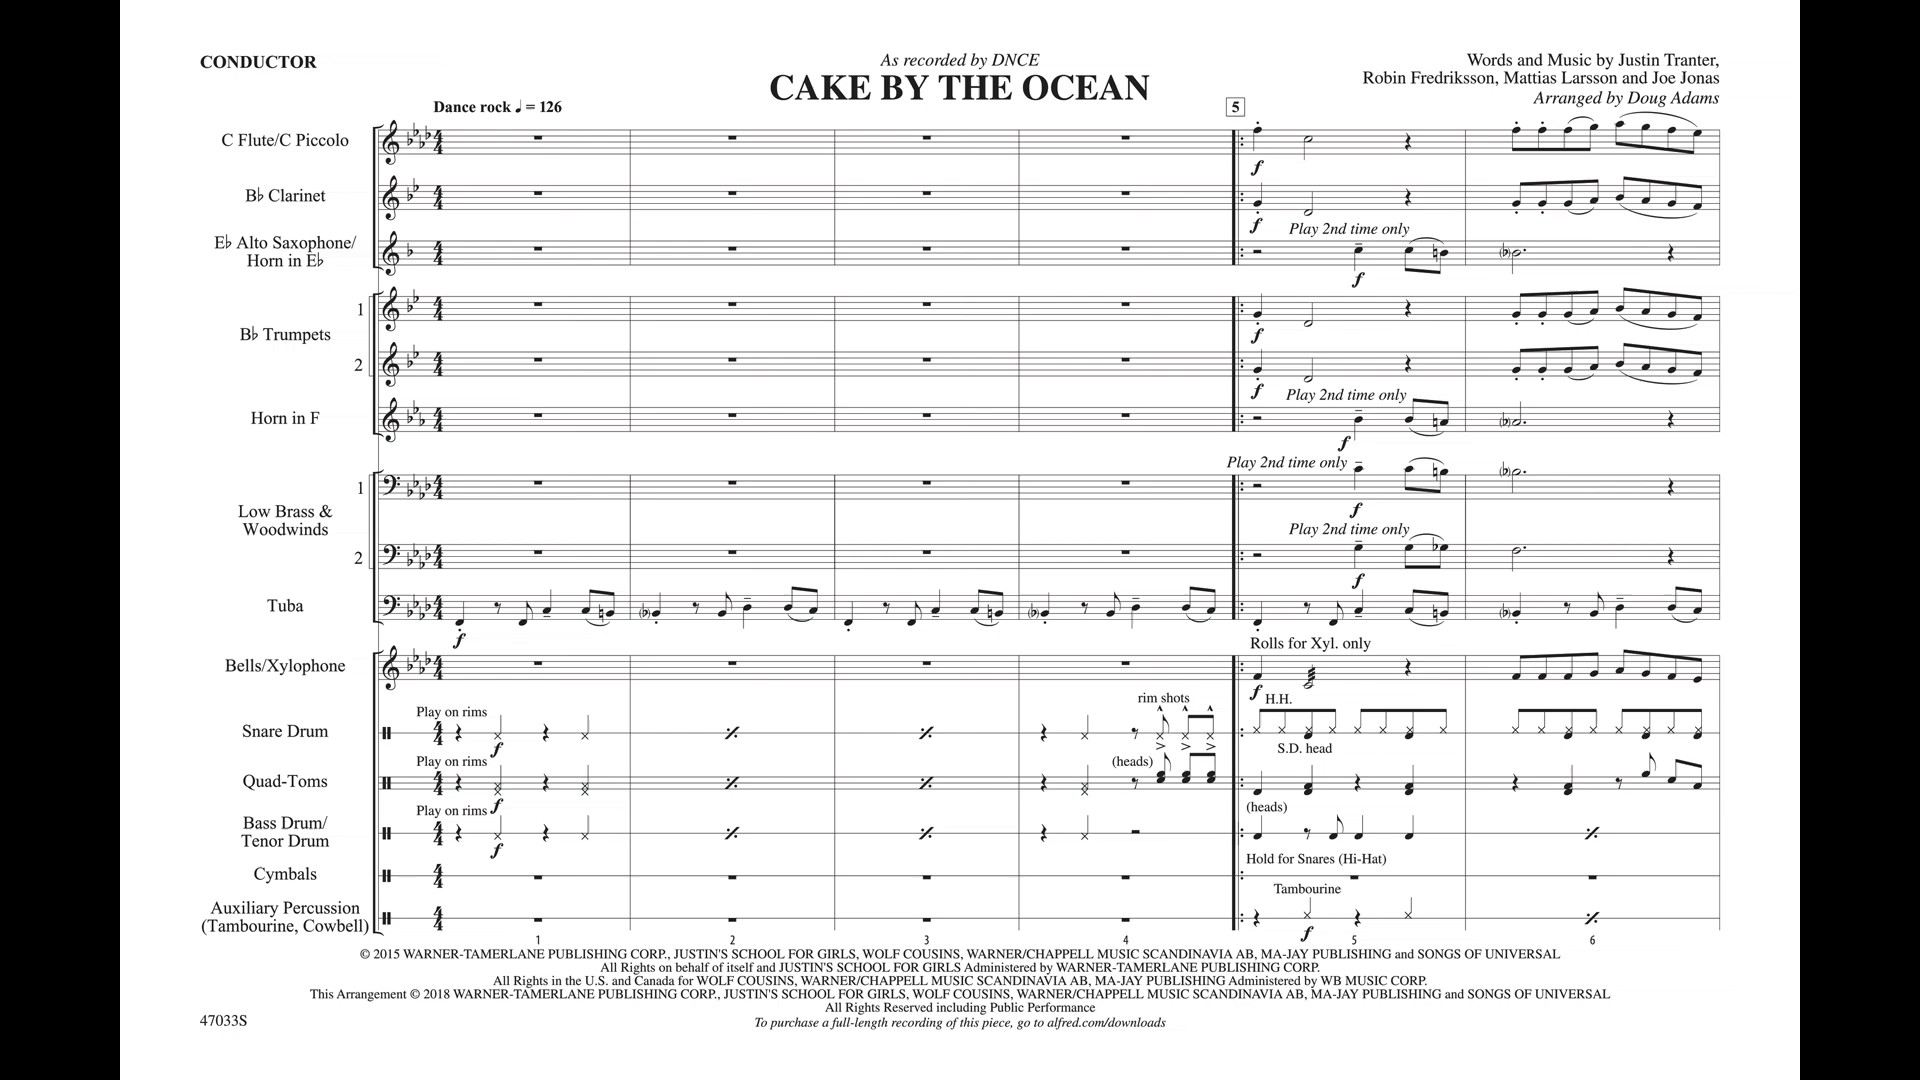 CONDUCTOR
As recorded by DNCE
CAKE BY THE OCEAN
Words and Music by Justin Tranter,
Robin Fredriksson, Mattias Larsson and Joe Jonas
Arranged by Doug Adams
Dance rock ♩ = 126
5
C Flute/C Piccolo
f
B♭ Clarinet
f
Play 2nd time only
E♭ Alto Saxophone/
Horn in E♭
f
1
B♭ Trumpets
f
2
f
Play 2nd time only
Horn in F
f
Play 2nd time only
1
Low Brass &
Woodwinds
f
Play 2nd time only
2
f
Tuba
f
Rolls for Xyl. only
Bells/Xylophone
f
H.H.
rim shots
Play on rims
Snare Drum
f
S.D. head
Play on rims
(heads)
Quad-Toms
f
(heads)
Play on rims
Bass Drum/
Tenor Drum
f
Hold for Snares (Hi-Hat)
Cymbals
Tambourine
Auxiliary Percussion
(Tambourine, Cowbell)
f
1 2 3 4 5 6
© 2015 WARNER-TAMERLANE PUBLISHING CORP., JUSTIN'S SCHOOL FOR GIRLS, WOLF COUSINS, WARNER/CHAPPELL MUSIC SCANDINAVIA AB, MA-JAY PUBLISHING and SONGS OF UNIVERSAL
All Rights on behalf of itself and JUSTIN'S SCHOOL FOR GIRLS Administered by WARNER-TAMERLANE PUBLISHING CORP.
All Rights in the U.S. and Canada for WOLF COUSINS, WARNER/CHAPPELL MUSIC SCANDINAVIA AB, MA-JAY PUBLISHING Administered by WB MUSIC CORP.
This Arrangement © 2018 WARNER-TAMERLANE PUBLISHING CORP., JUSTIN'S SCHOOL FOR GIRLS, WOLF COUSINS, WARNER/CHAPPELL MUSIC SCANDINAVIA AB, MA-JAY PUBLISHING and SONGS OF UNIVERSAL
All Rights Reserved including Public Performance
47033S
To purchase a full-length recording of this piece, go to alfred.com/downloads